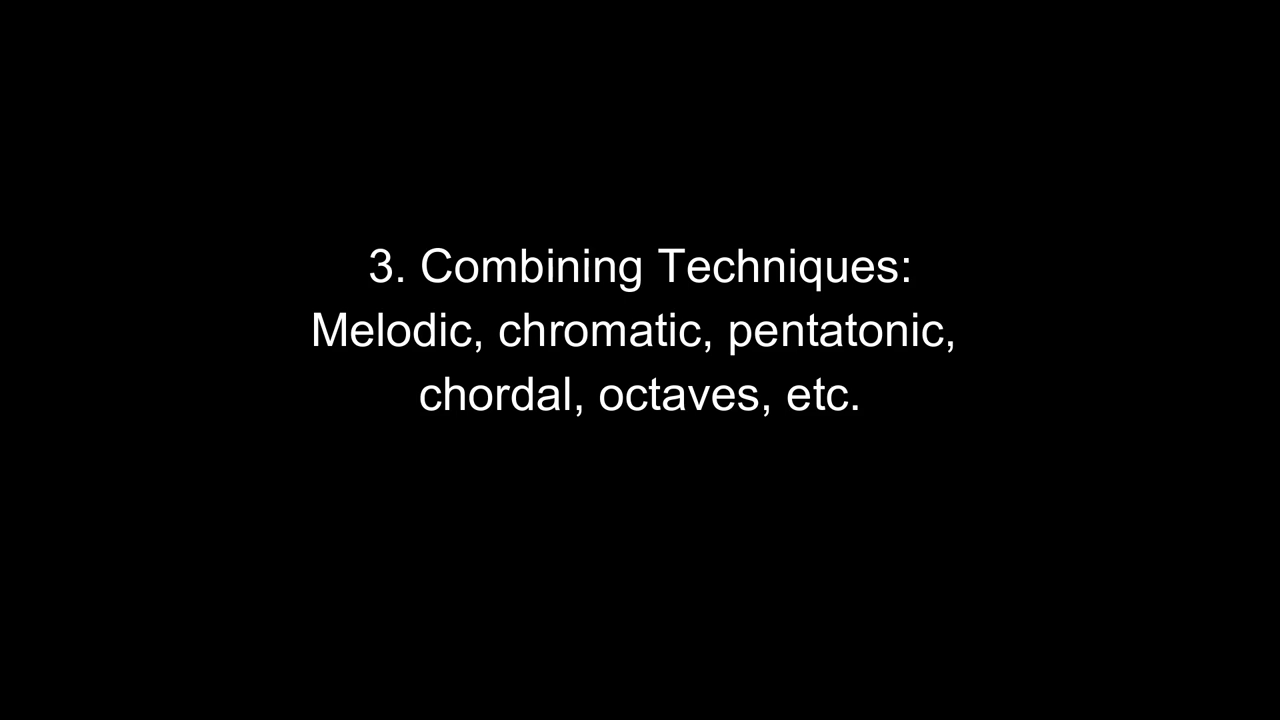 3. Combining Techniques:
Melodic, chromatic, pentatonic,
chordal, octaves, etc.